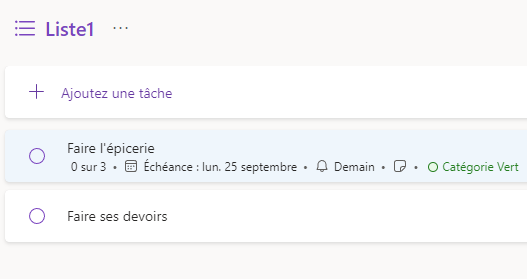 Liste1 ...
Ajoutez une tâche
Faire l'épicerie
0 sur 3 • Échéance : lun. 25 septembre • Demain • • Catégorie Vert
Faire ses devoirs